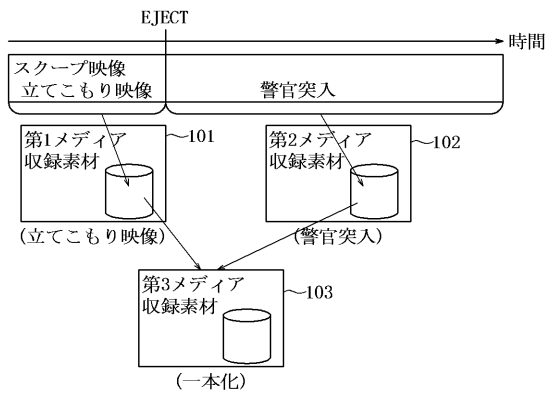 EJECT
時間
スクープ映像
立てこもり映像
警官突入
第1メディア
収録素材
101
第2メディア
収録素材
102
(立てこもり映像)
(警官突入)
第3メディア
収録素材
103
(一本化)